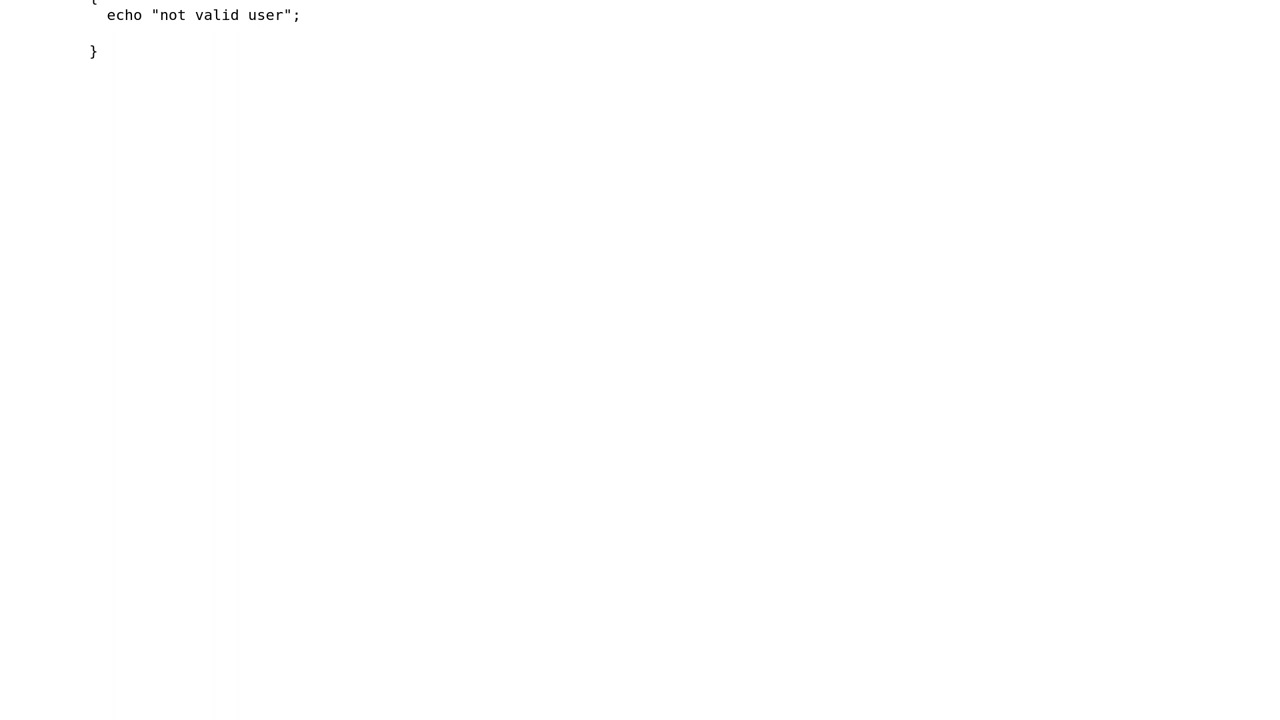 {
echo "not valid user";
}